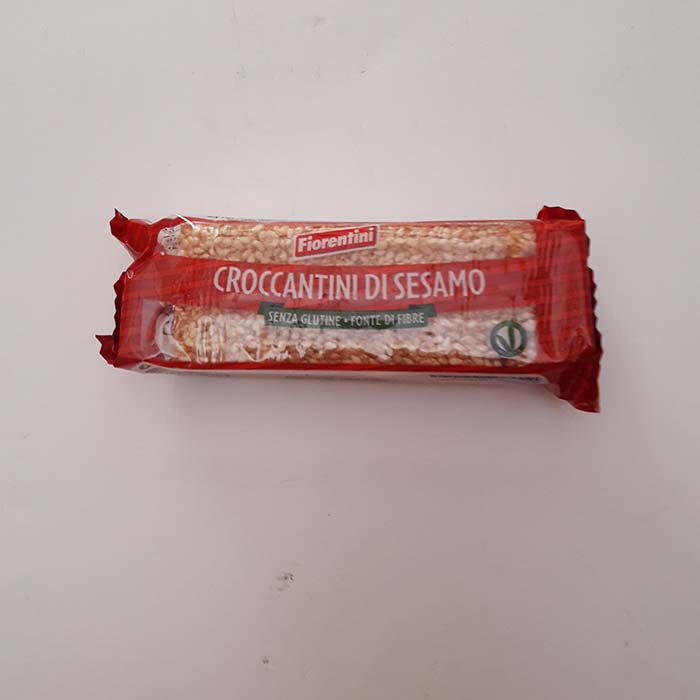 Fiorentini
CROCCANTINI DI SESAMO
SENZA GLUTINE • FONTE DI FIBRE